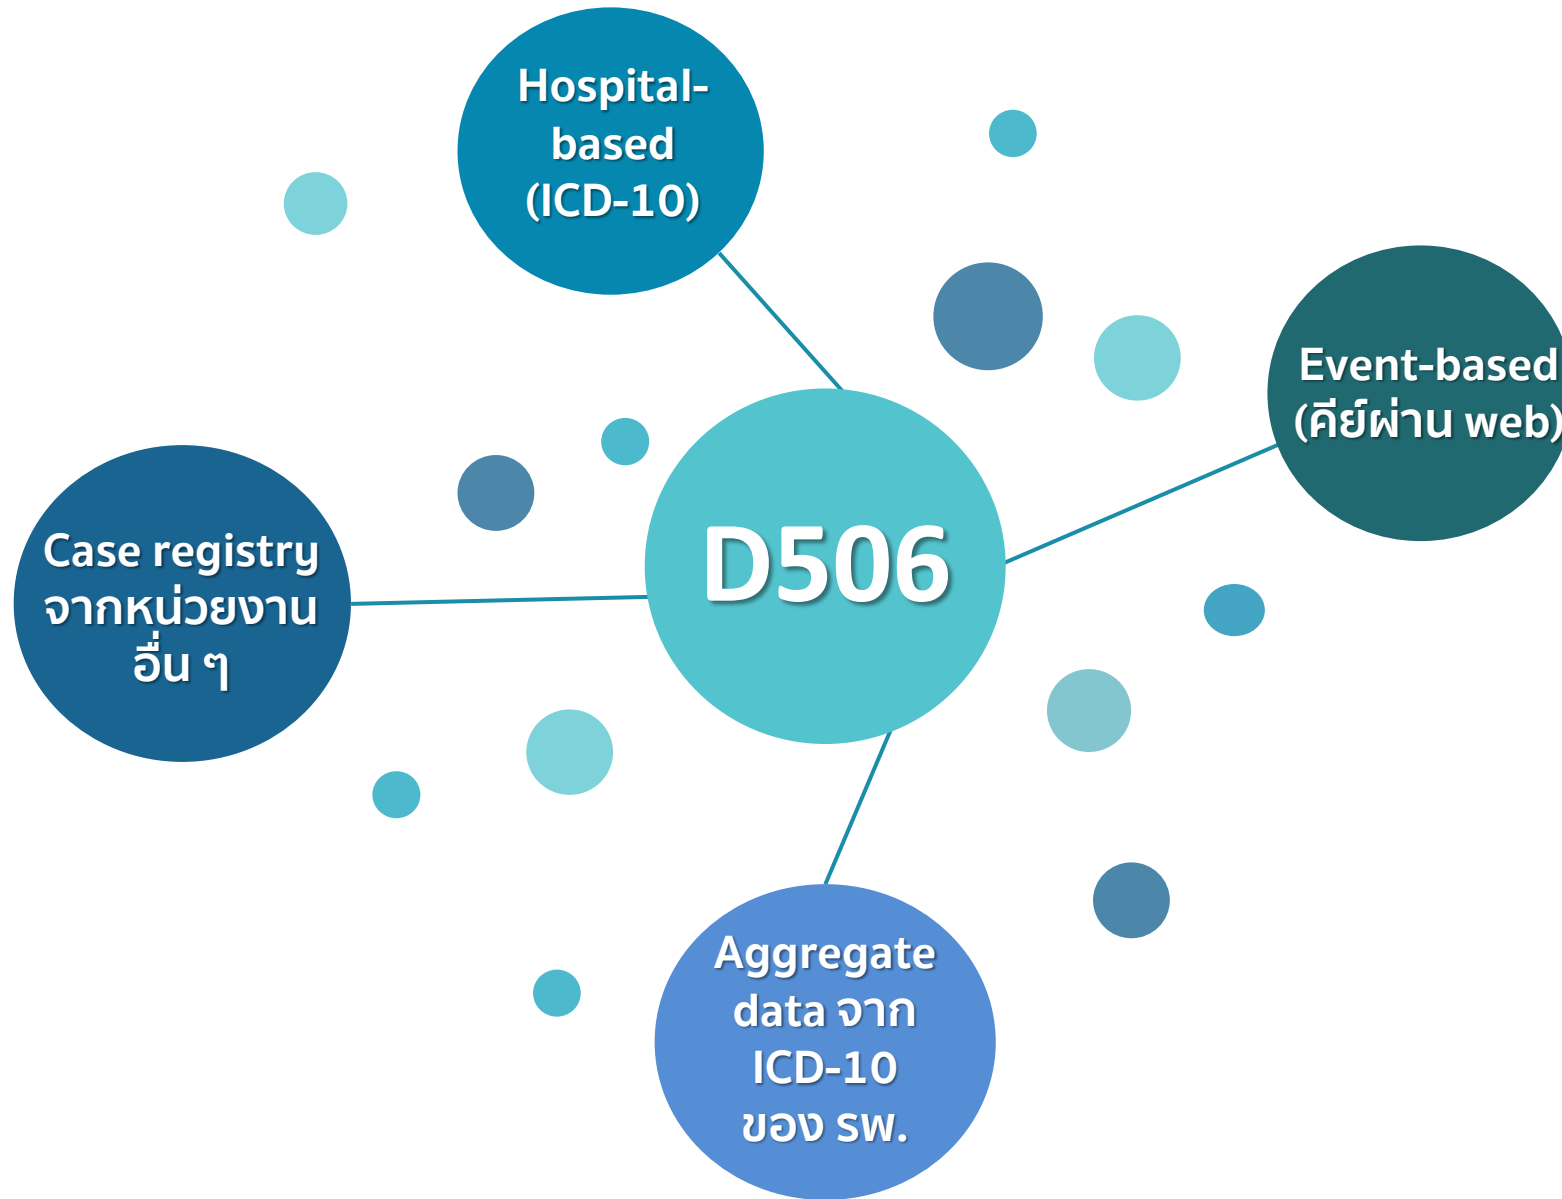 Hospital-
based
(ICD-10)
Event-based
(คีย์ผ่าน web)
D506
Case registry
จากหน่วยงาน
อื่น ๆ
Aggregate
data จาก
ICD-10
ของ รพ.